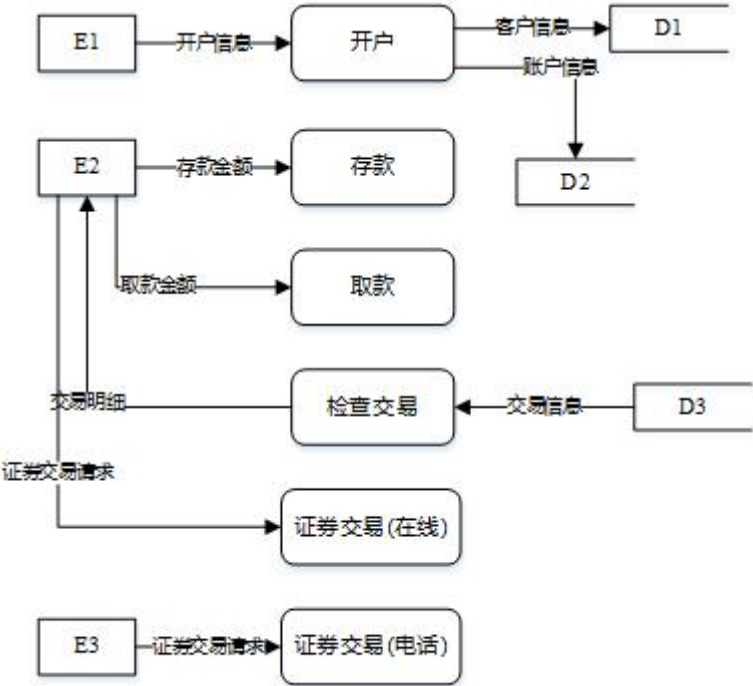 E1
开户信息
开户
客户信息
D1
账户信息
E2
存款金额
存款
D2
取款金额
取款
交易明细
检查交易
交易信息
D3
证券交易请求
证券交易(在线)
E3
证券交易请求
证券交易(电话)